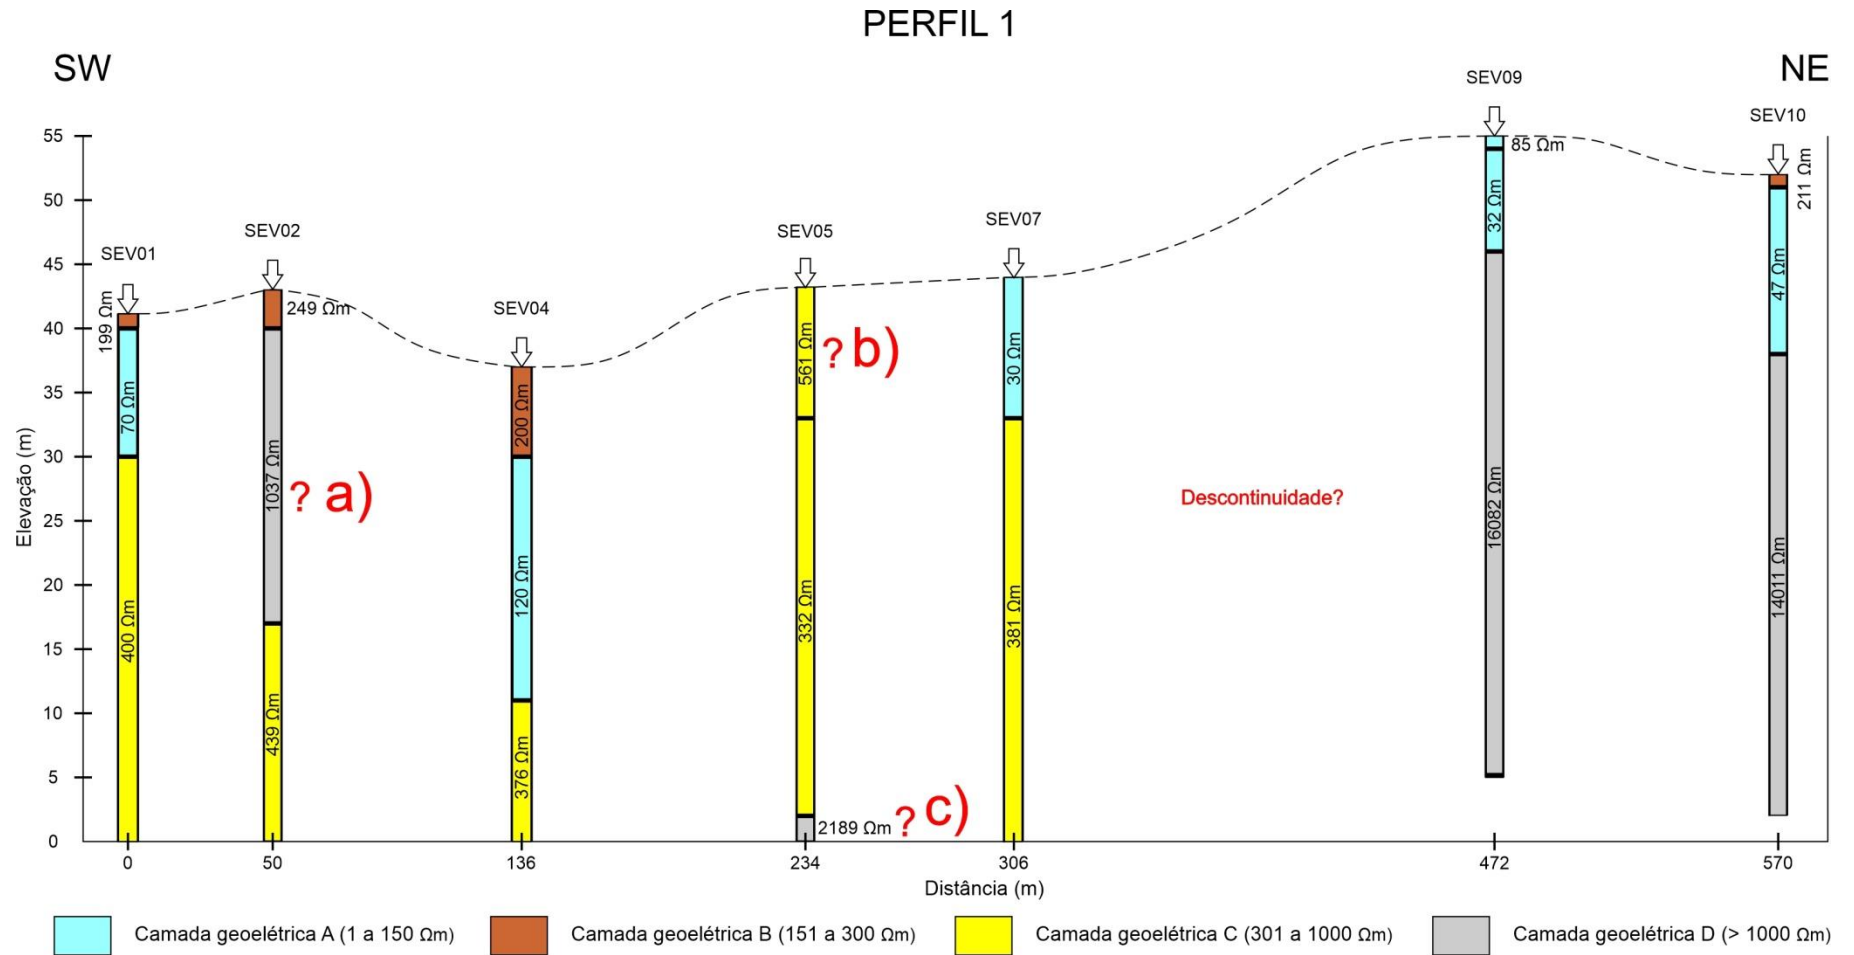 PERFIL 1
SW
NE
SEV01
SEV02
SEV04
SEV05
SEV07
SEV09
SEV10
Elevação (m)
55
50
45
40
35
30
25
20
15
10
5
0
199 Ωm
70 Ωm
400 Ωm
249 Ωm
1037 Ωm
? a)
439 Ωm
200 Ωm
120 Ωm
376 Ωm
561 Ωm
? b)
332 Ωm
2189 Ωm
? c)
30 Ωm
381 Ωm
Descontinuidade?
85 Ωm
32 Ωm
16082 Ωm
211 Ωm
47 Ωm
14011 Ωm
0
50
136
234
306
472
570
Distância (m)
Camada geoelétrica A (1 a 150 Ωm)
Camada geoelétrica B (151 a 300 Ωm)
Camada geoelétrica C (301 a 1000 Ωm)
Camada geoelétrica D (> 1000 Ωm)